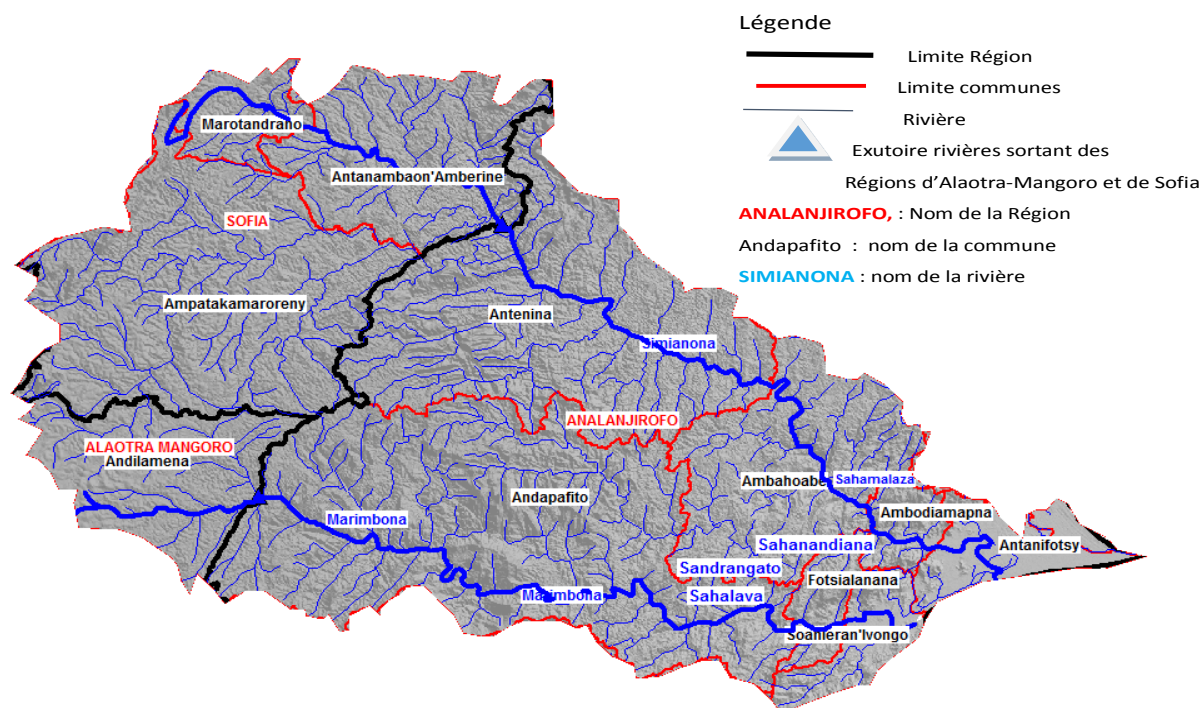 Légende
Limite Région
Limite communes
Rivière
Exutoire rivières sortant des
Régions d'Alaotra-Mangoro et de Sofia
ANALANJIROFO, : Nom de la Région
Andapafito : nom de la commune
SIMIANONA : nom de la rivière
Marotandrano
Antanambaon'Amberine
SOFIA
Ampatakamaroreny
Antenina
Simianona
ANALANJIROFO
ALAOTRA MANGORO
Andilamena
Andapafito
Ambahoabe
Sahamalaza
Ambodiamapna
Marimbona
Sahanandiana
Antanifotsy
Sandrangato
Fotsialanana
Marimbona
Sahalava
Soanieran'Ivongo